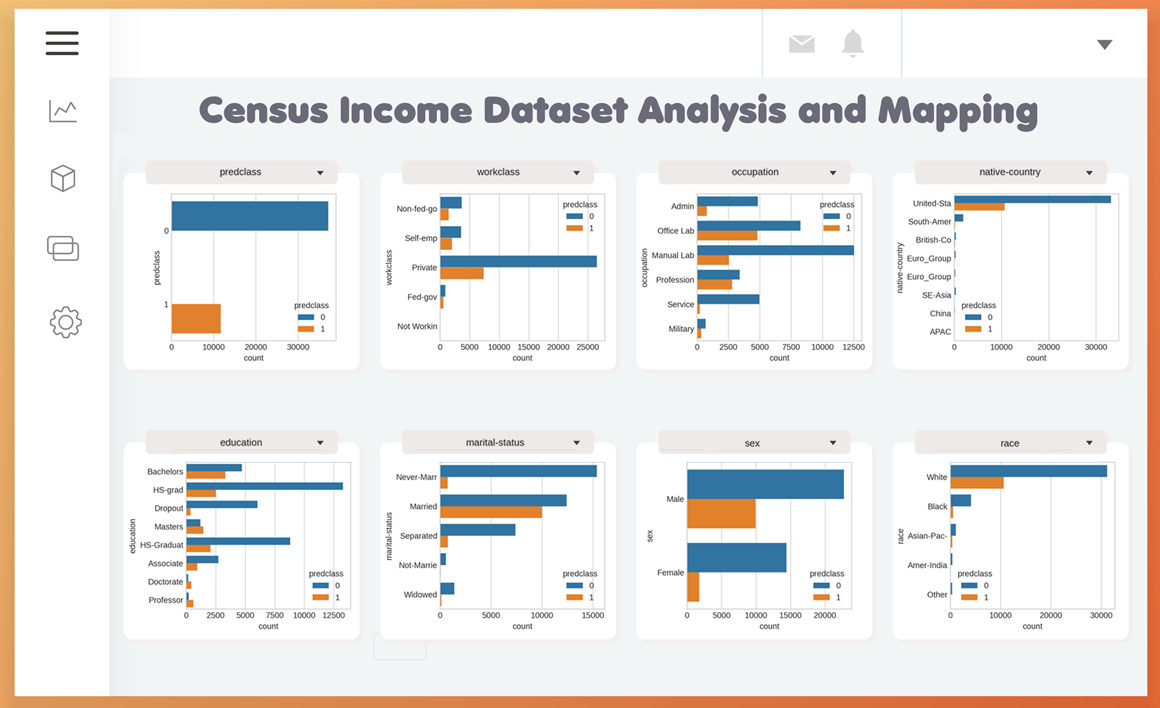 Census Income Dataset Analysis and Mapping
predclass
predclass
0
1
predclass
0
1
0 10000 20000 30000
count
workclass
workclass
Non-fed-go
Self-emp
Private
Fed-gov
Not Workin
predclass
0
1
0 5000 10000 15000 20000 25000
count
occupation
occupation
Admin
Office Lab
Manual Lab
Profession
Service
Military
predclass
0
1
0 2500 5000 7500 10000 12500
count
native-country
native-country
United-Sta
South-Amer
British-Co
Euro_Group
Euro_Group
SE-Asia
China
APAC
predclass
0
1
0 10000 20000 30000
count
education
education
Bachelors
HS-grad
Dropout
Masters
HS-Graduat
Associate
Doctorate
Professor
predclass
0
1
0 2500 5000 7500 10000 12500
count
marital-status
marital-status
Never-Marr
Married
Separated
Not-Marrie
Widowed
predclass
0
1
0 5000 10000 15000
count
sex
sex
Male
Female
predclass
0
1
0 5000 10000 15000 20000
count
race
race
White
Black
Asian-Pac-
Amer-India
Other
predclass
0
1
0 10000 20000 30000
count